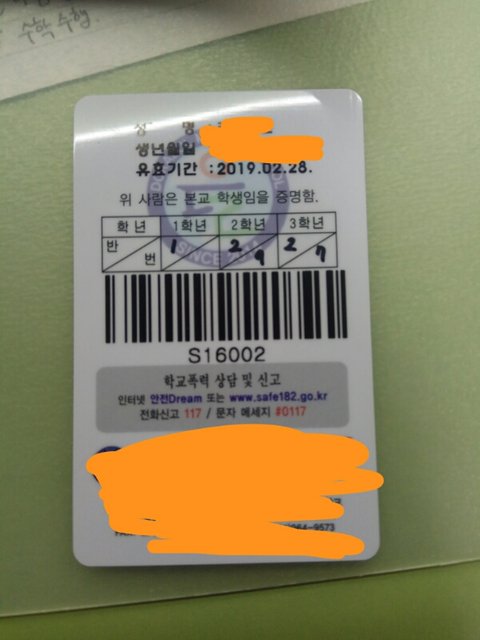 수학 수행.
성 명
생년월일
유효기간 :2019.02.28.
위 사람은 본교 학생임을 증명함.
학 년 1학년 2학년 3학년
반 번 1 2 9 2 7
SINCE
S16002
학교폭력 상담 및 신고
인터넷 안전Dream 또는 www.safe182.go.kr
전화신고 117 / 문자 메세지 #0117
064-9573